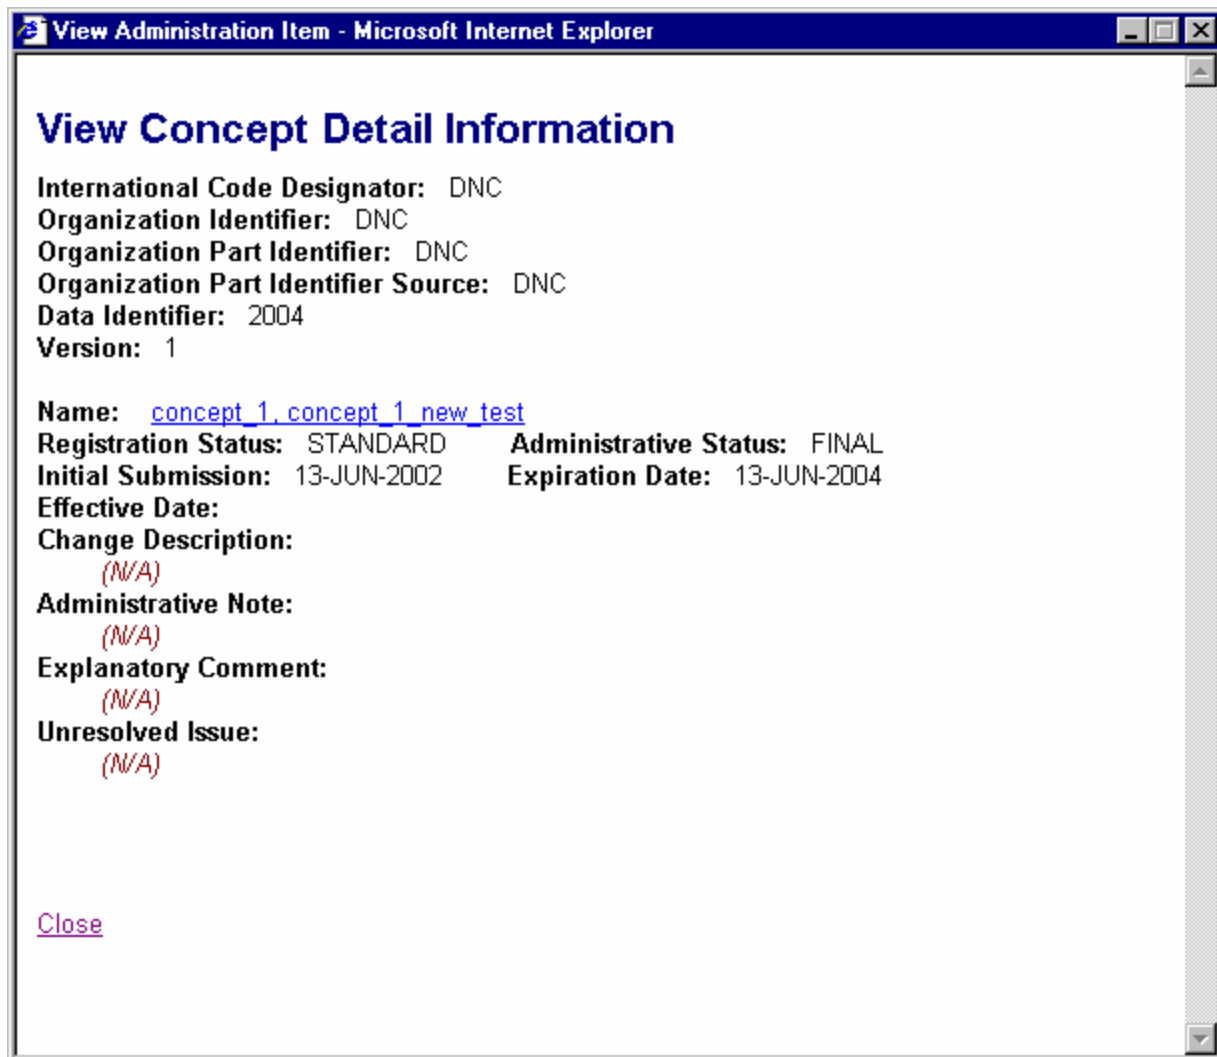 View Administration Item - Microsoft Internet Explorer
View Concept Detail Information
International Code Designator: DNC
Organization Identifier: DNC
Organization Part Identifier: DNC
Organization Part Identifier Source: DNC
Data Identifier: 2004
Version: 1
Name: concept_1, concept_1_new_test
Registration Status: STANDARD Administrative Status: FINAL
Initial Submission: 13-JUN-2002 Expiration Date: 13-JUN-2004
Effective Date:
Change Description:
(N/A)
Administrative Note:
(N/A)
Explanatory Comment:
(N/A)
Unresolved Issue:
(N/A)
Close